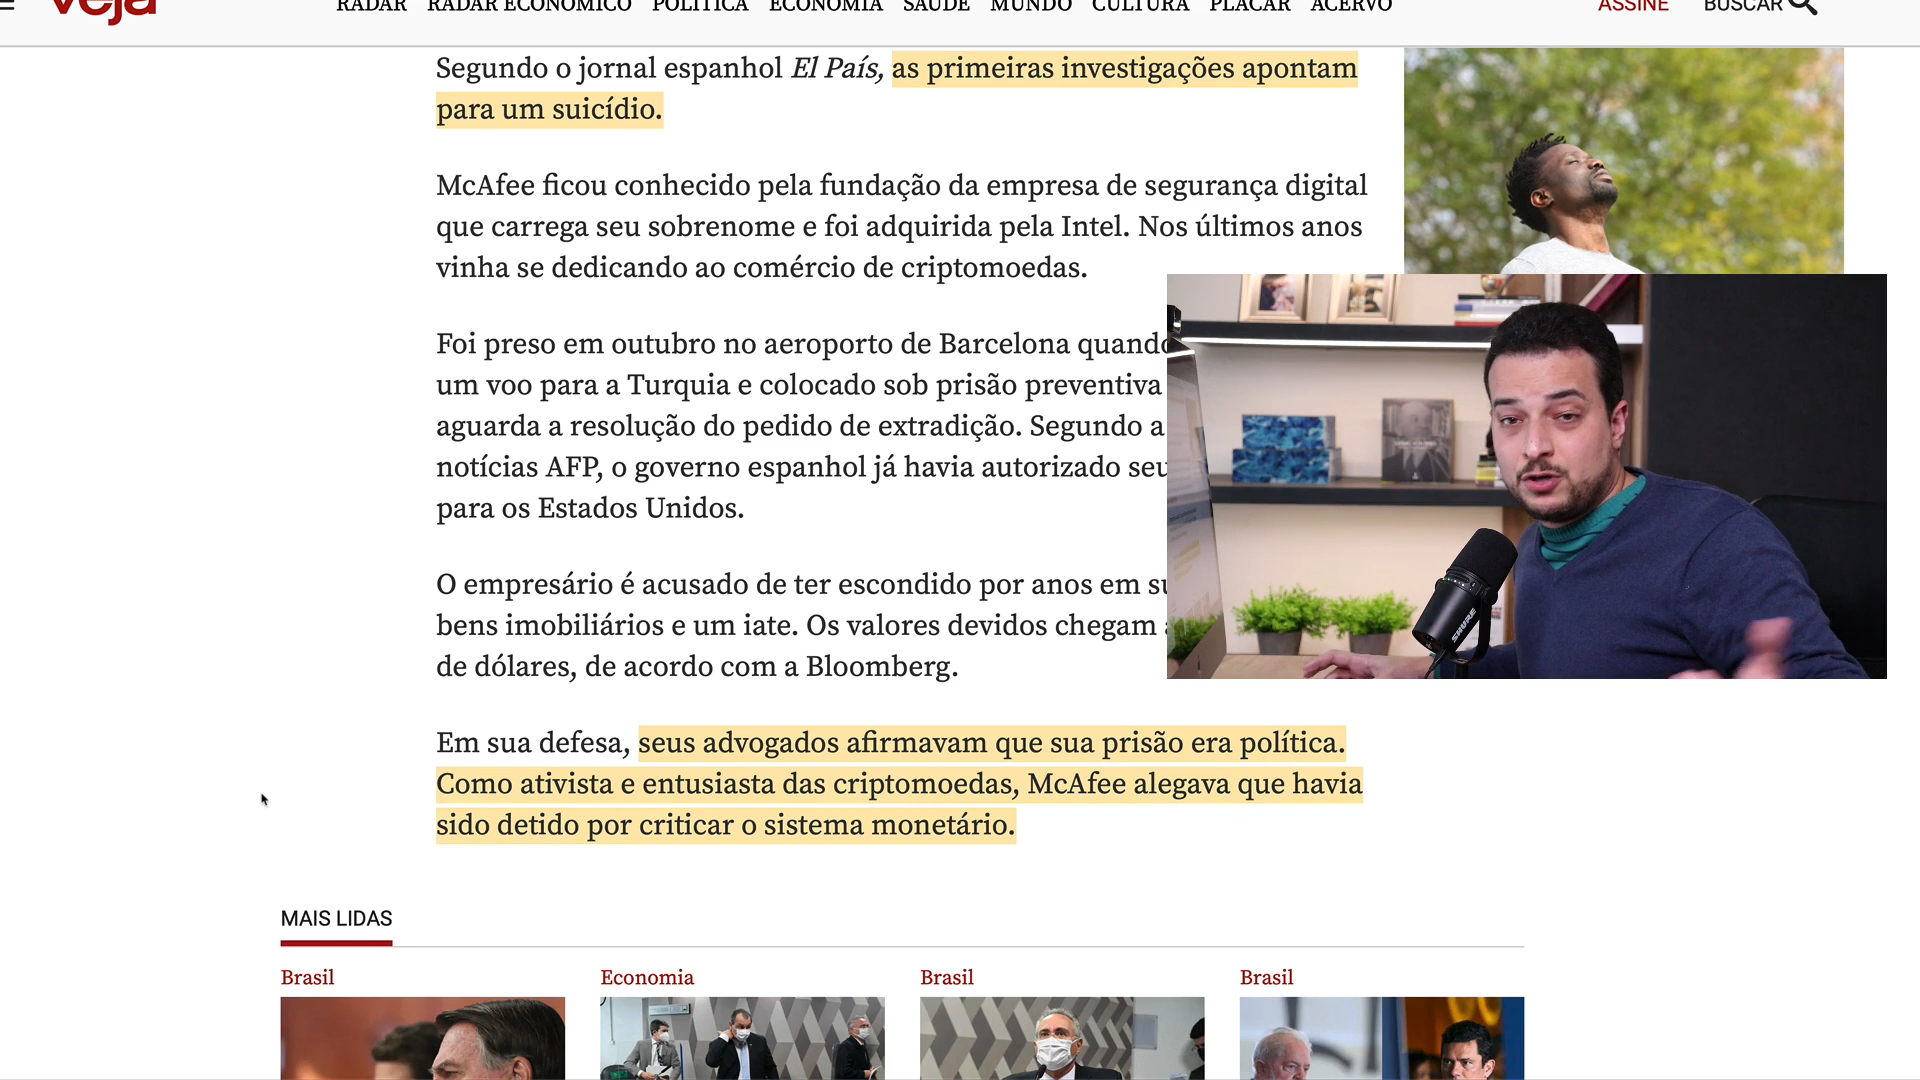 veja
RADAR RADAR ECONÔMICO POLÍTICA ECONOMIA SAÚDE MUNDO CULTURA PLACAR ACERVO ASSINE BUSCAR
Segundo o jornal espanhol El País, as primeiras investigações apontam
para um suicídio.
McAfee ficou conhecido pela fundação da empresa de segurança digital
que carrega seu sobrenome e foi adquirida pela Intel. Nos últimos anos
vinha se dedicando ao comércio de criptomoedas.
Foi preso em outubro no aeroporto de Barcelona quando
um voo para a Turquia e colocado sob prisão preventiva
aguarda a resolução do pedido de extradição. Segundo a
notícias AFP, o governo espanhol já havia autorizado seu
para os Estados Unidos.
O empresário é acusado de ter escondido por anos em
bens imobiliários e um iate. Os valores devidos chegam
de dólares, de acordo com a Bloomberg.
SHURE
Em sua defesa, seus advogados afirmavam que sua prisão era política.
Como ativista e entusiasta das criptomoedas, McAfee alegava que havia
sido detido por criticar o sistema monetário.
MAIS LIDAS
Brasil Economia Brasil Brasil